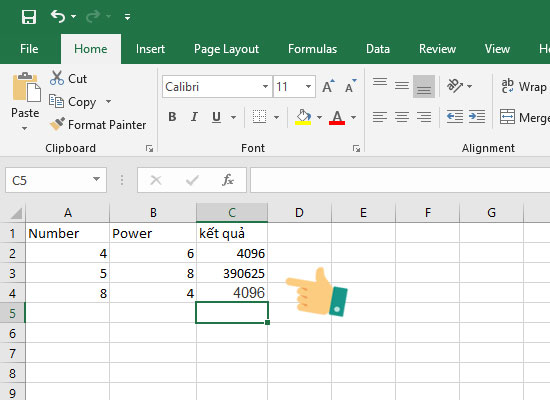 File Home Insert Page Layout Formulas Data Review View
Cut
Copy
Format Painter
Paste
Clipboard
Calibri 11 A A
B I U A
Font
ab Wrap
c
Merge
Alignment
C5 fx
A B C D E F G
1 Number Power kết quả
2 4 6 4096
3 5 8 390625
4 8 4 4096
5
6
7
8
9